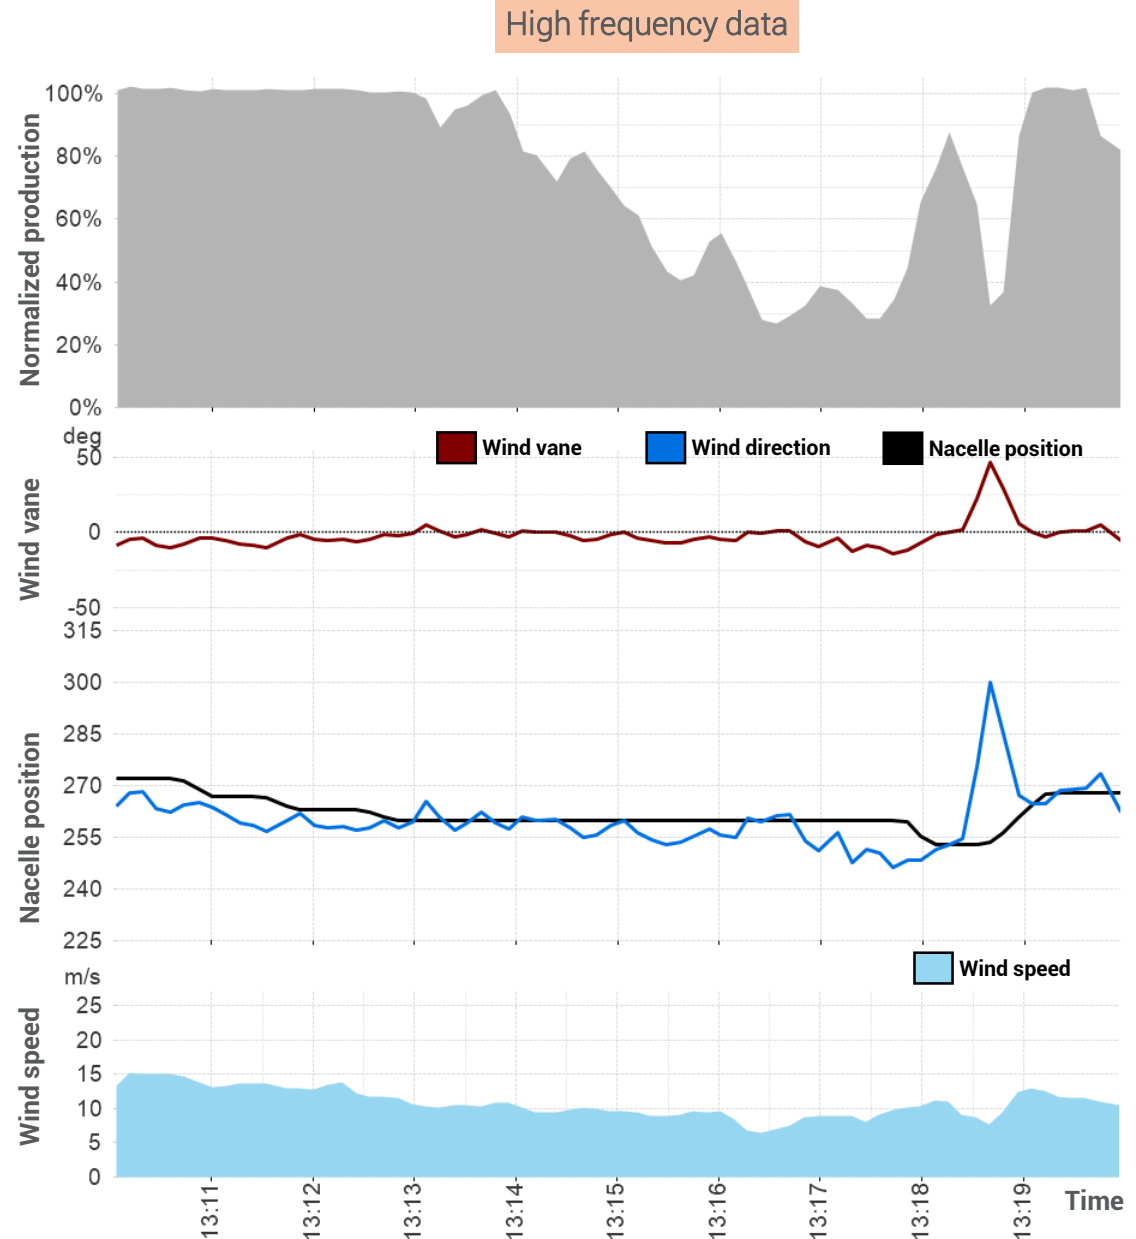 High frequency data
Normalized production
100%
80%
60%
40%
20%
0%
deg
Wind vane
Wind direction
Nacelle position
Wind vane
50
0
-50
Nacelle position
315
300
285
270
255
240
225
m/s
Wind speed
Wind speed
25
20
15
10
5
0
13:11
13:12
13:13
13:14
13:15
13:16
13:17
13:18
13:19
Time